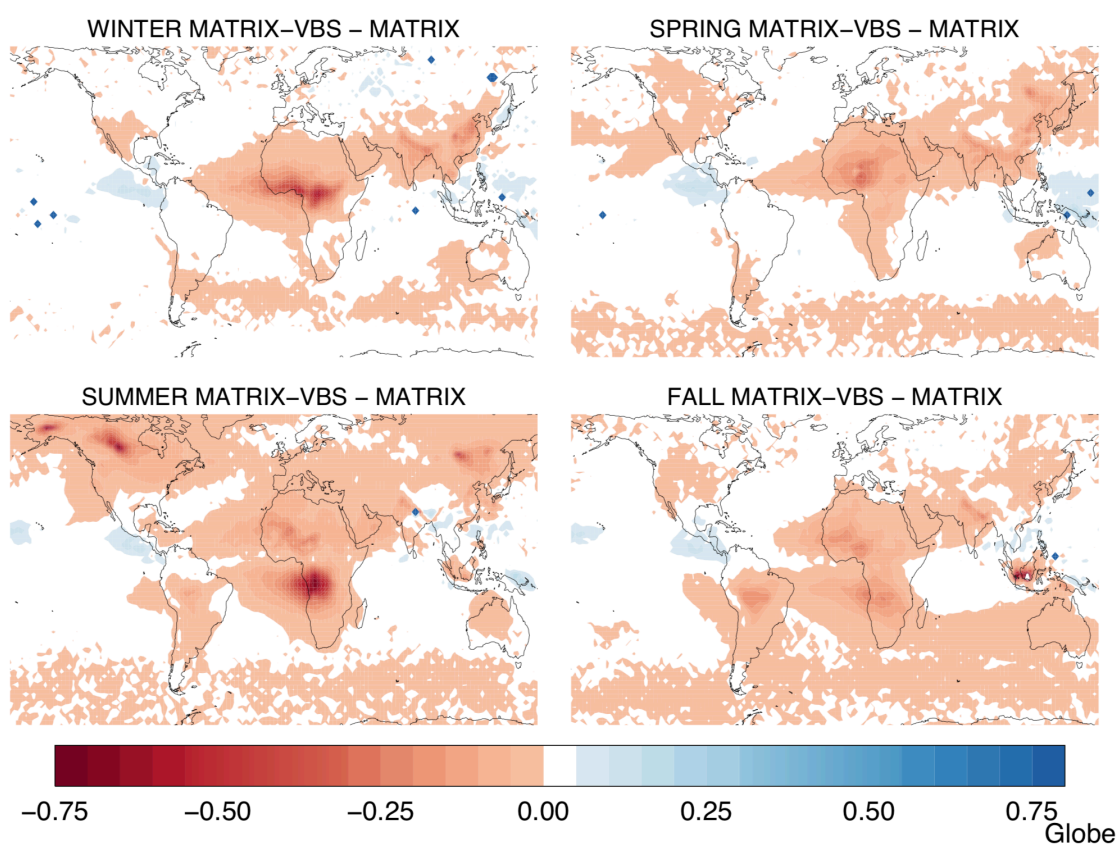 WINTER MATRIX−VBS − MATRIX
SPRING MATRIX−VBS − MATRIX
SUMMER MATRIX−VBS − MATRIX
FALL MATRIX−VBS − MATRIX
−0.75 −0.50 −0.25 0.00 0.25 0.50 0.75
Globe